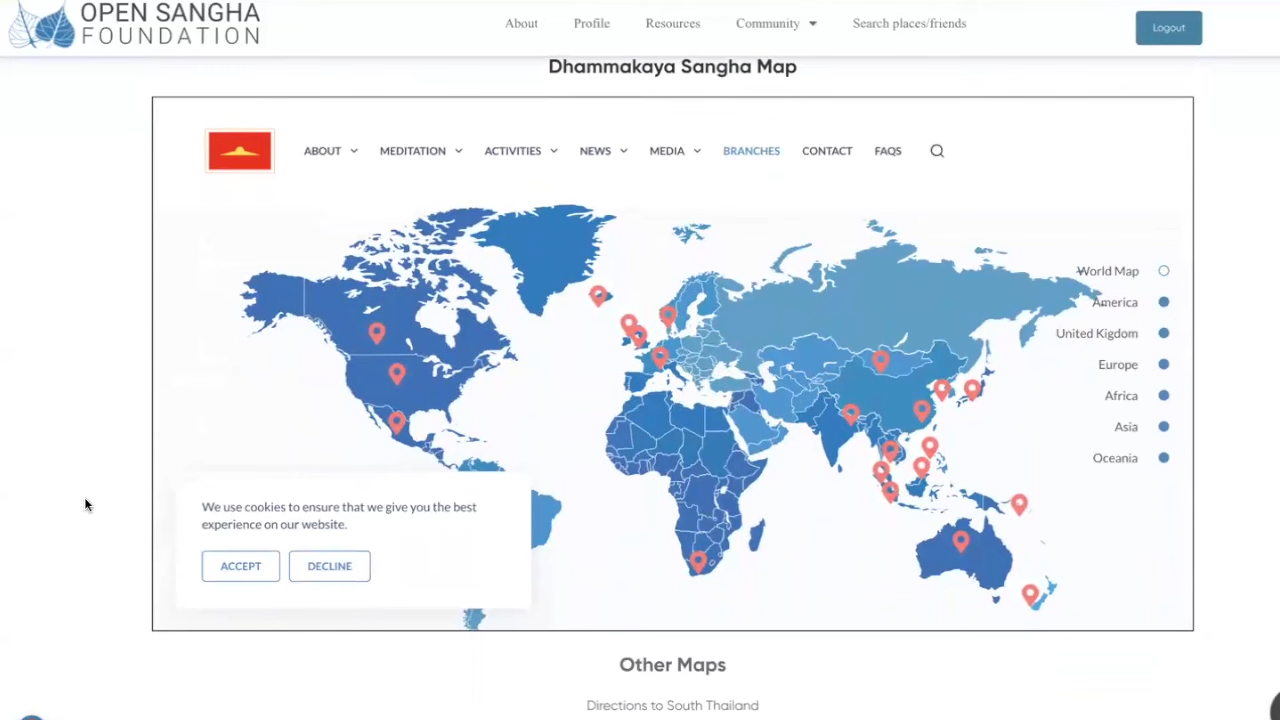 OPEN SANGHA
FOUNDATION
About Profile Resources Community Search places/friends
Logout
Dhammakaya Sangha Map
ABOUT MEDITATION ACTIVITIES NEWS MEDIA BRANCHES CONTACT FAQS
World Map
America
United Kigdom
Europe
Africa
Asia
Oceania
We use cookies to ensure that we give you the best
experience on our website.
ACCEPT DECLINE
Other Maps
Directions to South Thailand